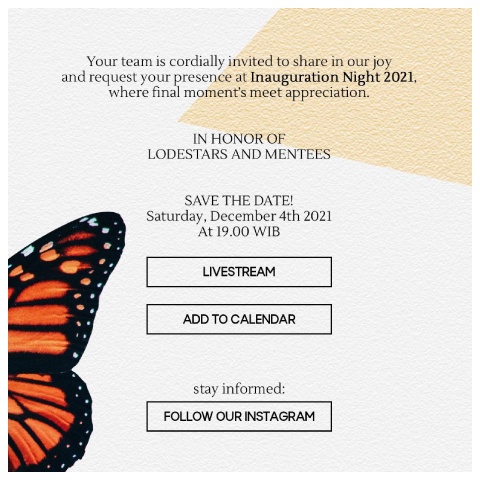 Your team is cordially invited to share in our joy
and request your presence at Inauguration Night 2021,
where final moment's meet appreciation.
IN HONOR OF
LODESTARS AND MENTEES
SAVE THE DATE!
Saturday, December 4th 2021
At 19.00 WIB
LIVESTREAM
ADD TO CALENDAR
stay informed:
FOLLOW OUR INSTAGRAM